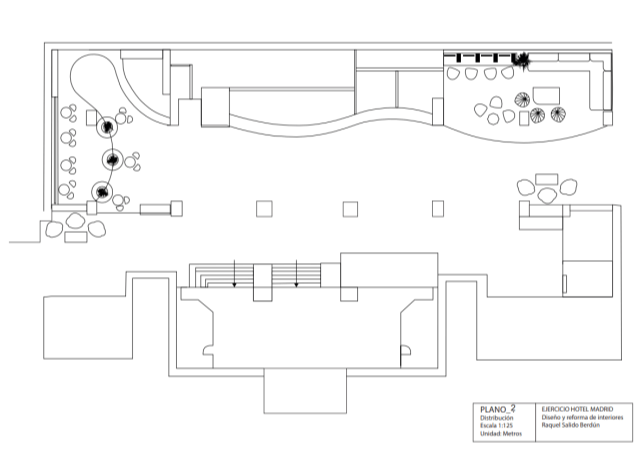 PLANO_2
Distribución
Escala 1:125
Unidad: Metros
EJERCICIO HOTEL MADRID
Diseño y reforma de interiores
Raquel Salido Berdún